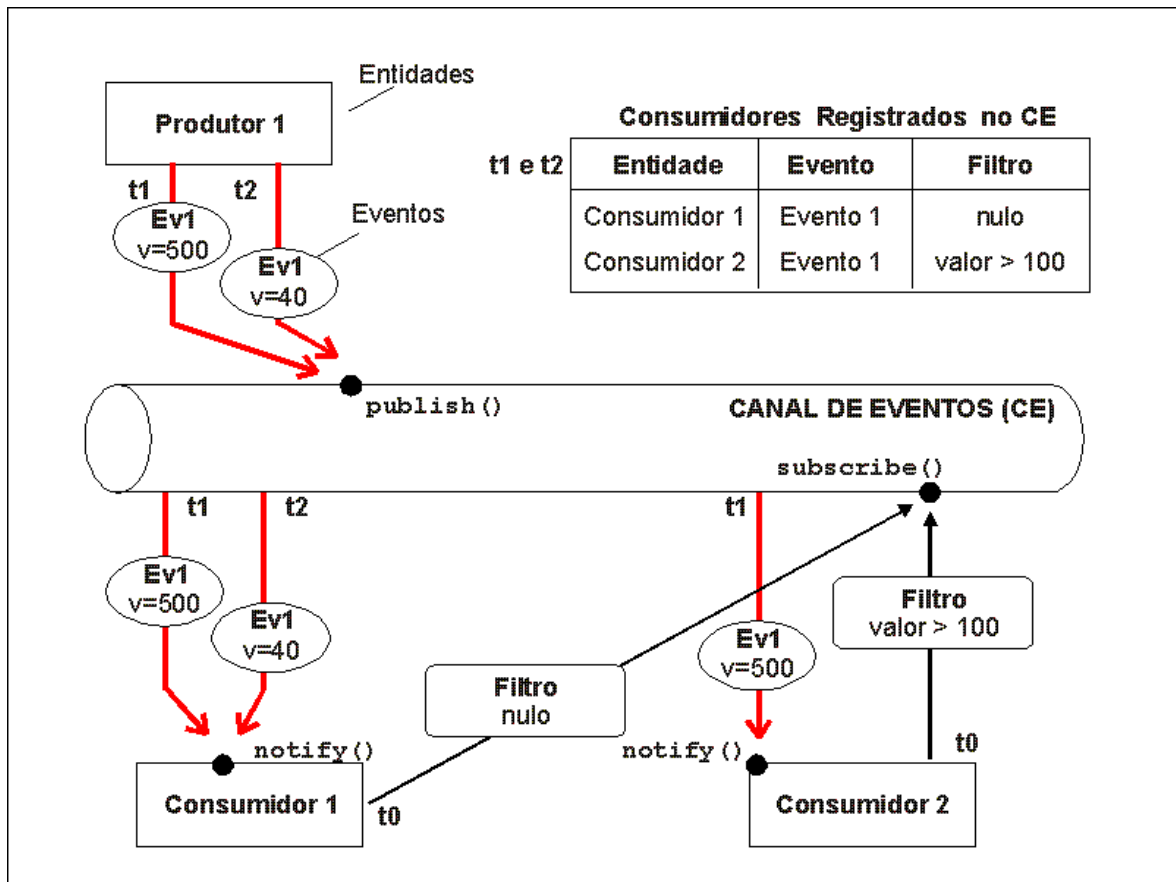 Entidades
Produtor 1
t1
t2
Ev1
v=500
Eventos
Ev1
v=40
Consumidores Registrados no CE
t1 e t2
Entidade Evento Filtro
Consumidor 1 Evento 1 nulo
Consumidor 2 Evento 1 valor > 100
publish()
CANAL DE EVENTOS (CE)
subscribe()
t1
t2
t1
Ev1
v=500
Ev1
v=40
Filtro
nulo
Ev1
v=500
Filtro
valor > 100
notify()
notify()
t0
Consumidor 1
t0
Consumidor 2